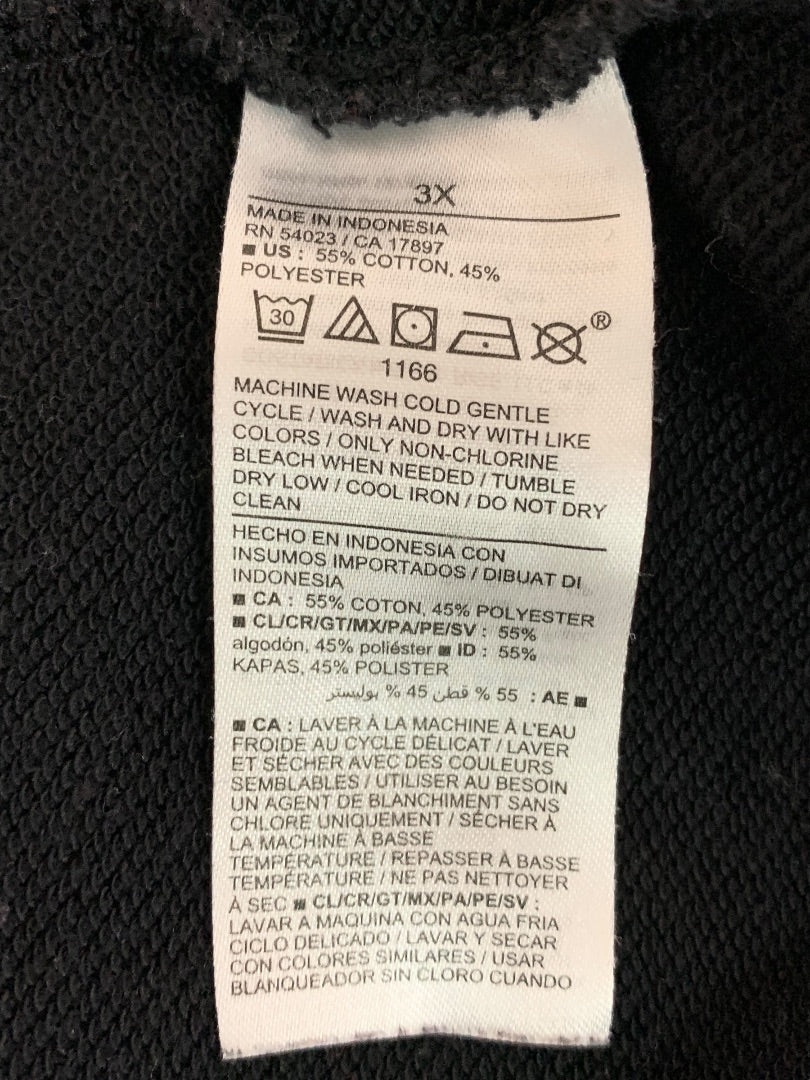 3X
MADE IN INDONESIA
RN 54023 / CA 17897
■ US : 55% COTTON, 45%
POLYESTER
30 ®
1166
MACHINE WASH COLD GENTLE
CYCLE / WASH AND DRY WITH LIKE
COLORS / ONLY NON-CHLORINE
BLEACH WHEN NEEDED / TUMBLE
DRY LOW / COOL IRON / DO NOT DRY
CLEAN
HECHO EN INDONESIA CON
INSUMOS IMPORTADOS / DIBUAT DI
INDONESIA
■ CA : 55% COTON, 45% POLYESTER
■ CL/CR/GT/MX/PA/PE/SV : 55%
algodón, 45% poliéster ■ ID : 55%
KAPAS, 45% POLISTER
■ AE : 55 % قطن 45 % بوليستر
■ CA : LAVER À LA MACHINE À L'EAU
FROIDE AU CYCLE DÉLICAT / LAVER
ET SÉCHER AVEC DES COULEURS
SEMBLABLES / UTILISER AU BESOIN
UN AGENT DE BLANCHIMENT SANS
CHLORE UNIQUEMENT / SÉCHER À
LA MACHINE À BASSE
TEMPÉRATURE / REPASSER À BASSE
TEMPÉRATURE / NE PAS NETTOYER
À SEC ■ CL/CR/GT/MX/PA/PE/SV :
LAVAR A MAQUINA CON AGUA FRIA
CICLO DELICADO / LAVAR Y SECAR
CON COLORES SIMILARES / USAR
BLANQUEADOR SIN CLORO CUANDO